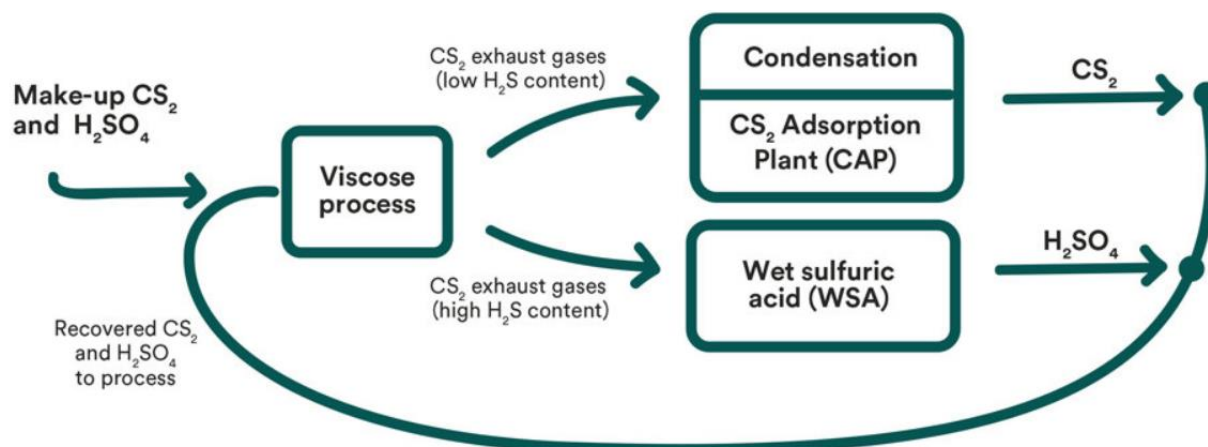 Make-up CS₂
and H₂SO₄
Viscose
process
CS₂ exhaust gases
(low H₂S content)
Condensation
CS₂ Adsorption
Plant (CAP)
CS₂
CS₂ exhaust gases
(high H₂S content)
Wet sulfuric
acid (WSA)
H₂SO₄
Recovered CS₂
and H₂SO₄
to process